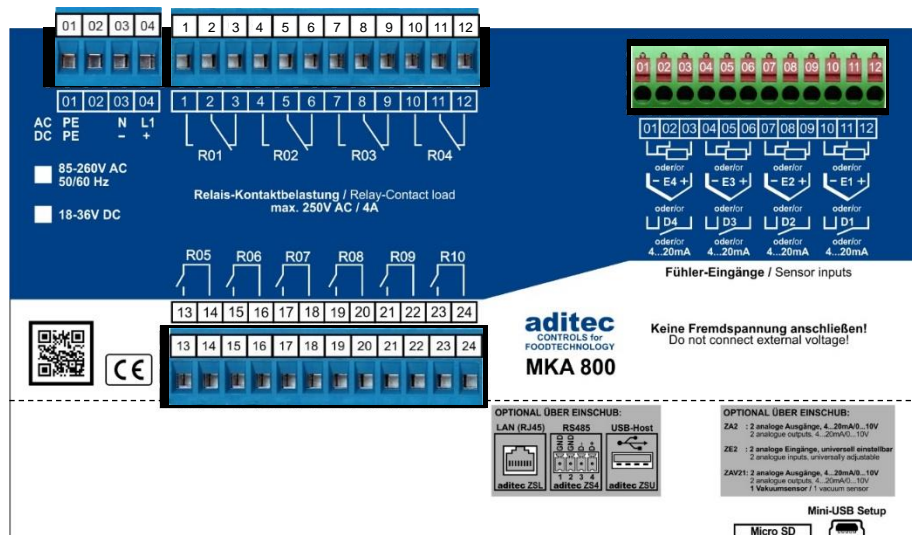 01 02 03 04
1 2 3 4 5 6 7 8 9 10 11 12
01 02 03 04 05 06 07 08 09 10 11 12
01 02 03 04
1 2 3 4 5 6 7 8 9 10 11 12
01 02 03 04 05 06 07 08 09 10 11 12
AC PE N L1
DC PE - +
R01 R02 R03 R04
85-260V AC
50/60 Hz
18-36V DC
Relais-Kontaktbelastung / Relay-Contact load
max. 250V AC / 4A
oder/or oder/or oder/or oder/or
- E4 + - E3 + - E2 + - E1 +
oder/or oder/or oder/or oder/or
D4 D3 D2 D1
oder/or oder/or oder/or oder/or
4...20mA 4...20mA 4...20mA 4...20mA
Fühler-Eingänge / Sensor inputs
R05 R06 R07 R08 R09 R10
13 14 15 16 17 18 19 20 21 22 23 24
13 14 15 16 17 18 19 20 21 22 23 24
CE
aditec
CONTROLS for
FOODTECHNOLOGY
MKA 800
Keine Fremdspannung anschließen!
Do not connect external voltage!
OPTIONAL ÜBER EINSCHUB:
LAN (RJ45) RS485 USB-Host
GND GND D- D+
1 2 3 4
aditec ZSL aditec ZS4 aditec ZSU
OPTIONAL ÜBER EINSCHUB:
ZA2 : 2 analoge Ausgänge, 4...20mA/0...10V
2 analogue outputs, 4...20mA/0...10V
ZE2 : 2 analoge Eingänge, universell einstellbar
2 analogue inputs, universally adjustable
ZAV21: 2 analoge Ausgänge, 4...20mA/0...10V
2 analogue outputs, 4...20mA/0...10V
1 Vakuumsensor / 1 vacuum sensor
Mini-USB Setup
Micro SD